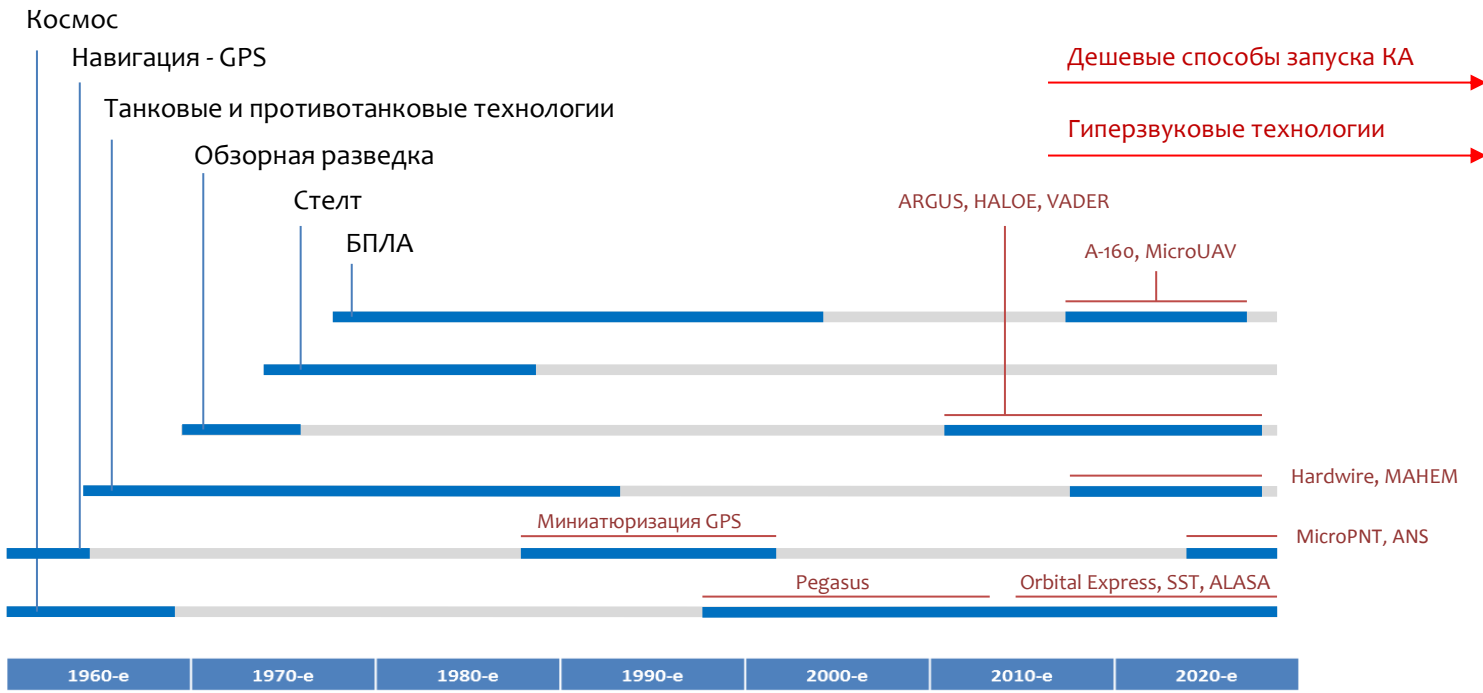 Космос
Навигация - GPS
Танковые и противотанковые технологии
Обзорная разведка
Стелт
БПЛА
Дешевые способы запуска КА
Гиперзвуковые технологии
ARGUS, HALOE, VADER
A-160, MicroUAV
Hardwire, MAHEM
Миниатюризация GPS
MicroPNT, ANS
Pegasus
Orbital Express, SST, ALASA
1960-е
1970-е
1980-е
1990-е
2000-е
2010-е
2020-е